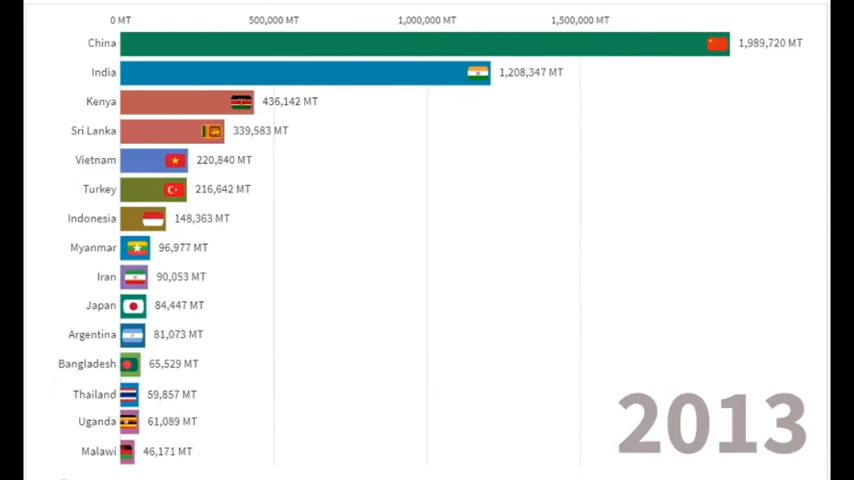 0 MT 500,000 MT 1,000,000 MT 1,500,000 MT
China 1,989,720 MT
India 1,208,347 MT
Kenya 436,142 MT
Sri Lanka 339,583 MT
Vietnam 220,840 MT
Turkey 216,642 MT
Indonesia 148,363 MT
Myanmar 96,977 MT
Iran 90,053 MT
Japan 84,447 MT
Argentina 81,073 MT
Bangladesh 65,529 MT
Thailand 59,857 MT
Uganda 61,089 MT
Malawi 46,171 MT
2013